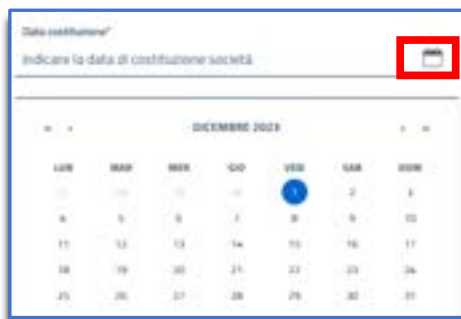 Data costituzione*
Indicare la data di costituzione società
« ‹ DICEMBRE 2023 › »
LUN MAR MER GIO VEN SAB DOM
1 2 3
4 5 6 7 8 9 10
11 12 13 14 15 16 17
18 19 20 21 22 23 24
25 26 27 28 29 30 31